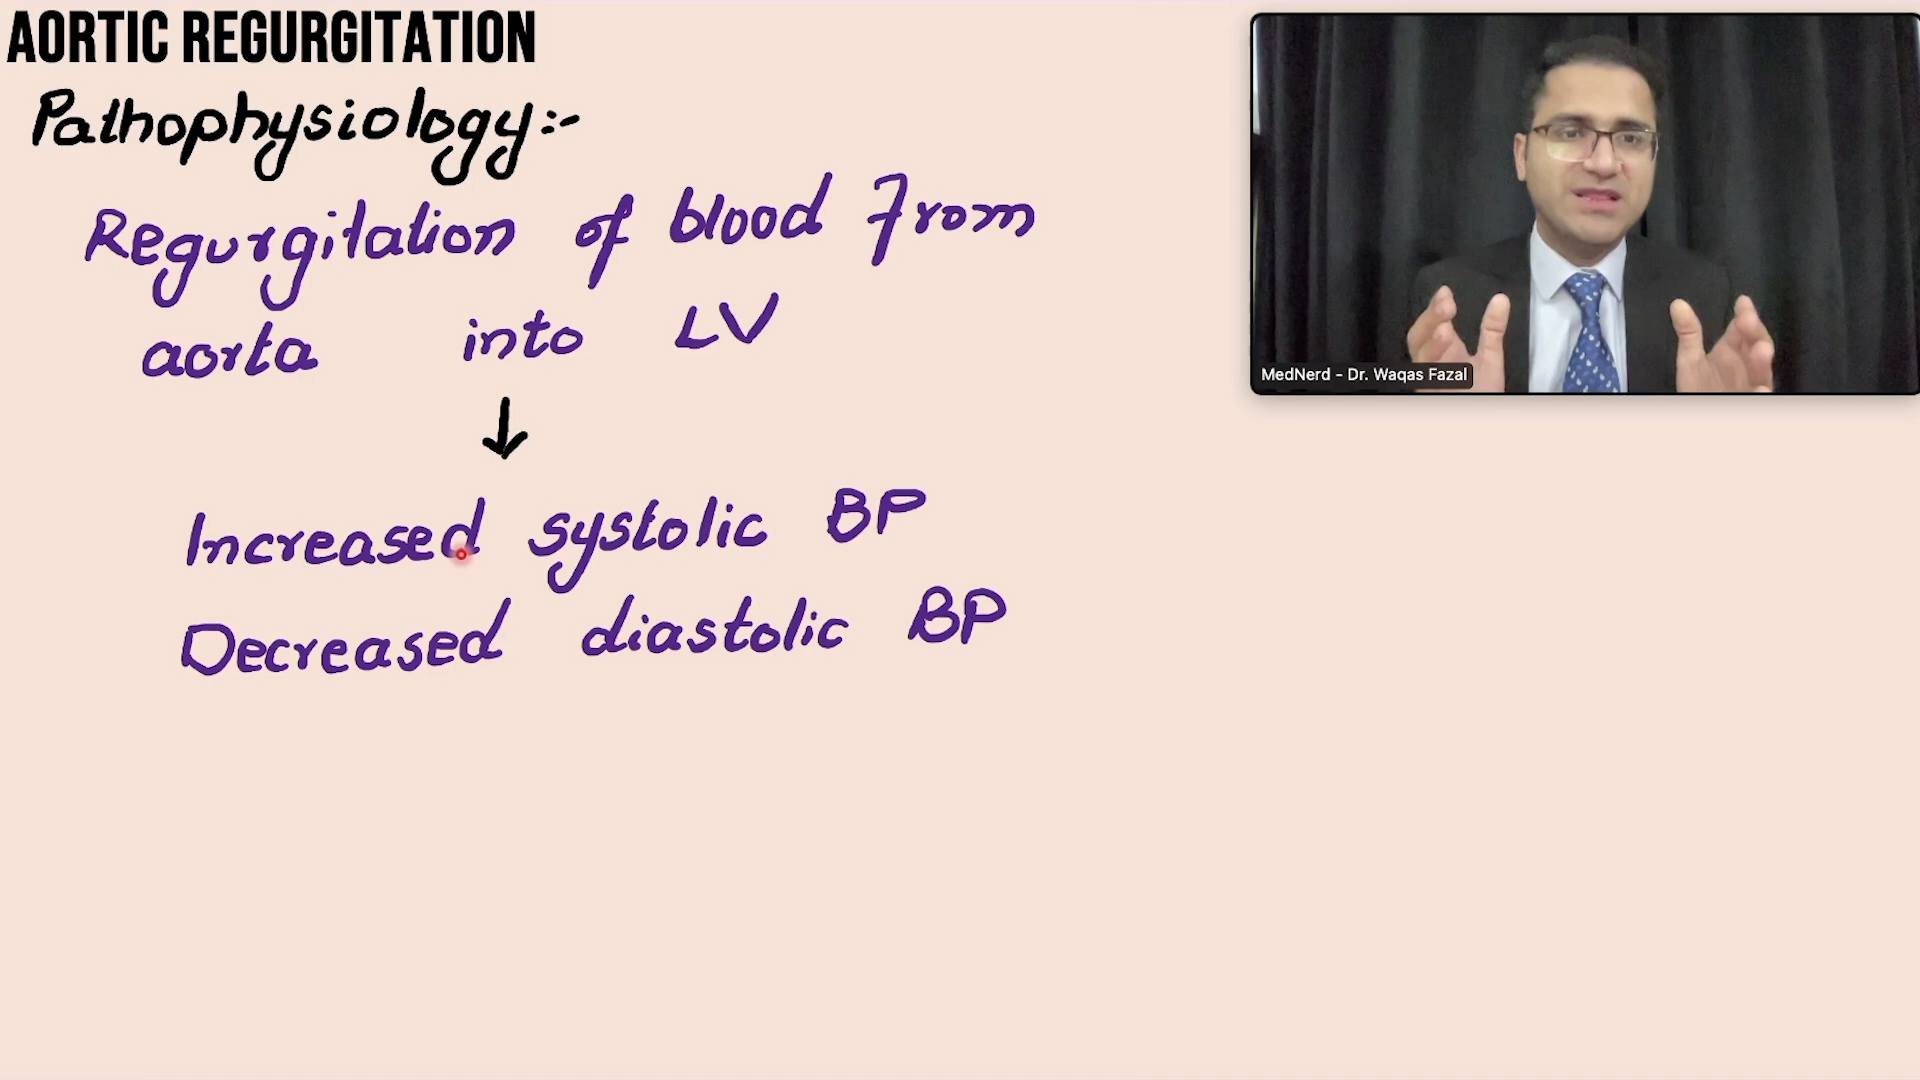 AORTIC REGURGITATION
Pathophysiology:-
Regurgitation of blood from
aorta into LV
↓
Increased systolic BP
Decreased diastolic BP
MedNerd - Dr. Waqas Fazal